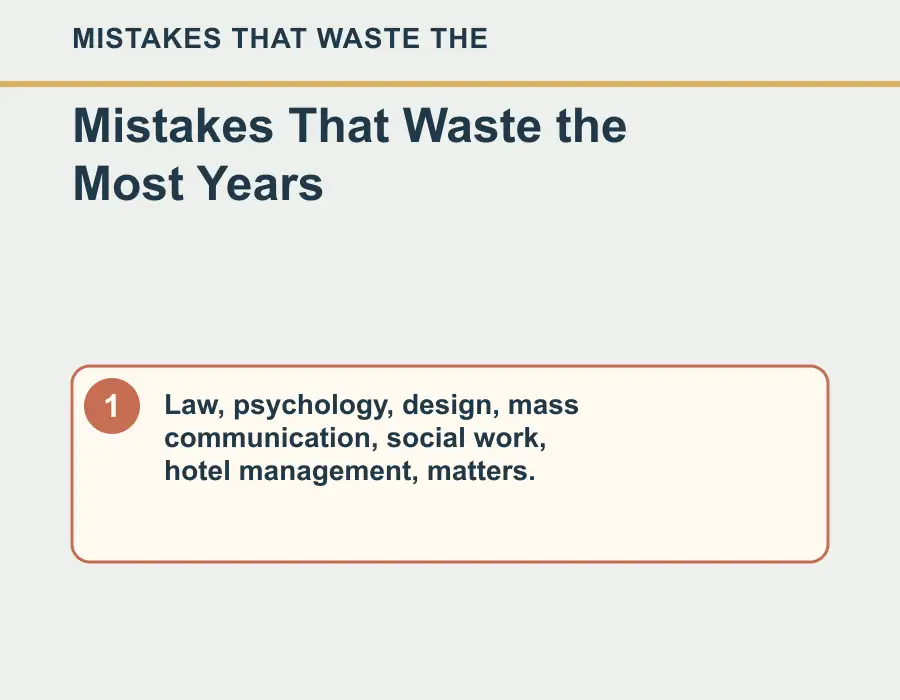 MISTAKES THAT WASTE THE
Mistakes That Waste the
Most Years
1
Law, psychology, design, mass
communication, social work,
hotel management, matters.